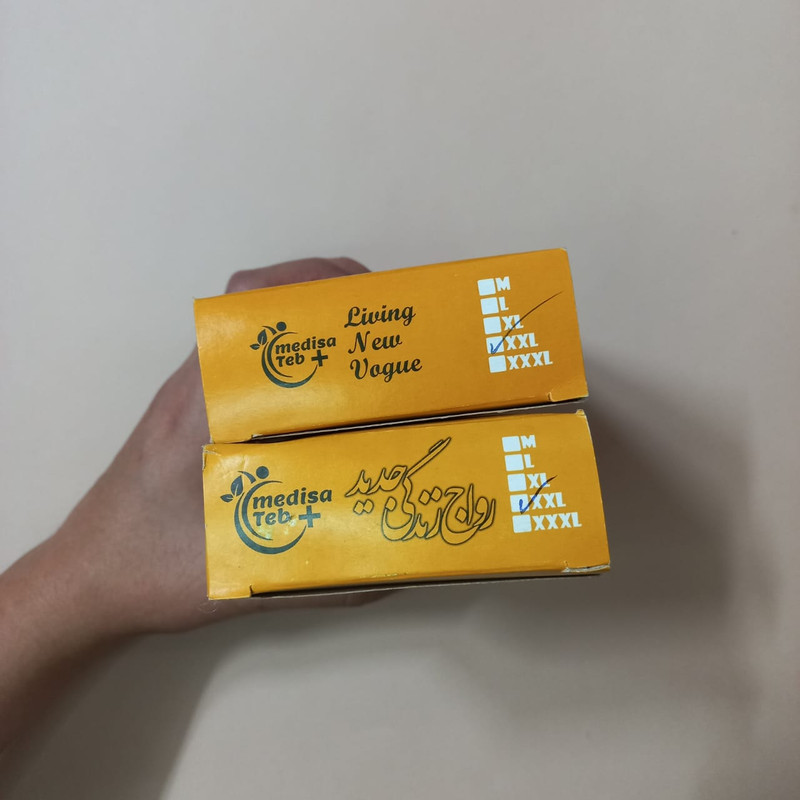 medisa
Teb +
Living
New
Vogue
M
L
XL
XXL
XXXL
medisa
Teb +
رواج زندگی جدید
M
L
XL
XXL
XXXL